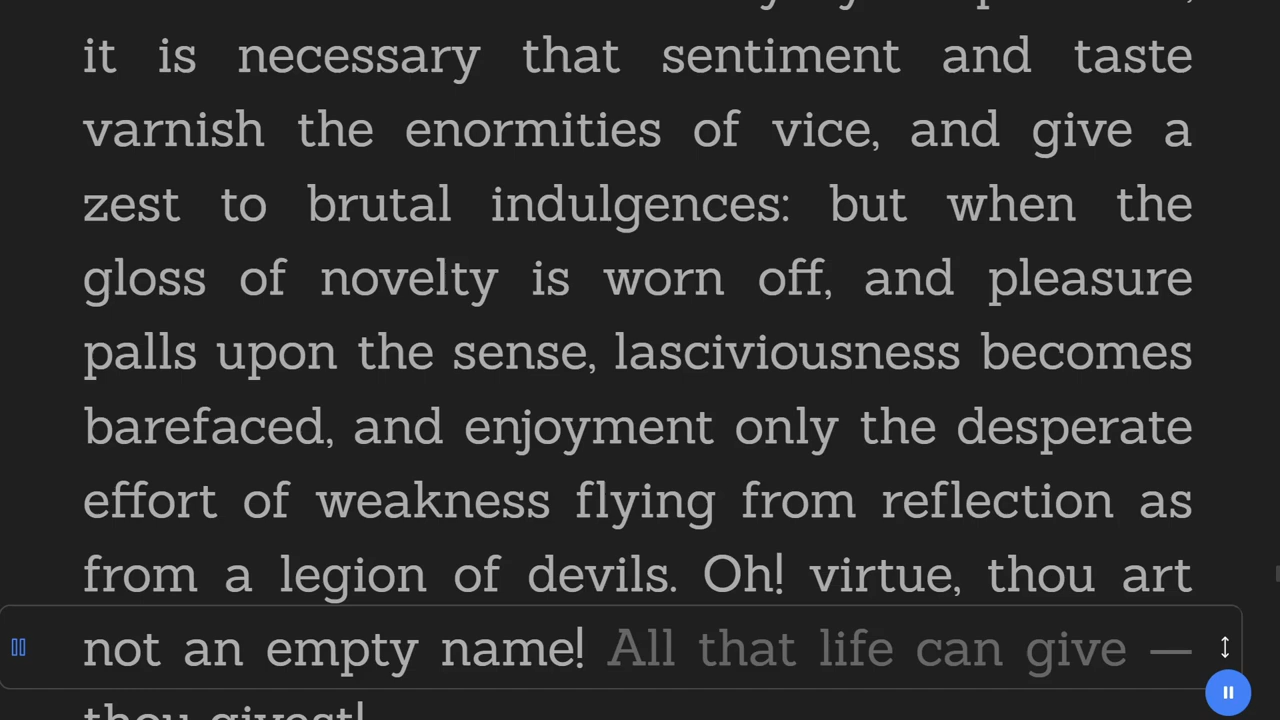 it is necessary that sentiment and taste
varnish the enormities of vice, and give a
zest to brutal indulgences: but when the
gloss of novelty is worn off, and pleasure
palls upon the sense, lasciviousness becomes
barefaced, and enjoyment only the desperate
effort of weakness flying from reflection as
from a legion of devils. Oh! virtue, thou art
not an empty name! All that life can give —
thou givest!